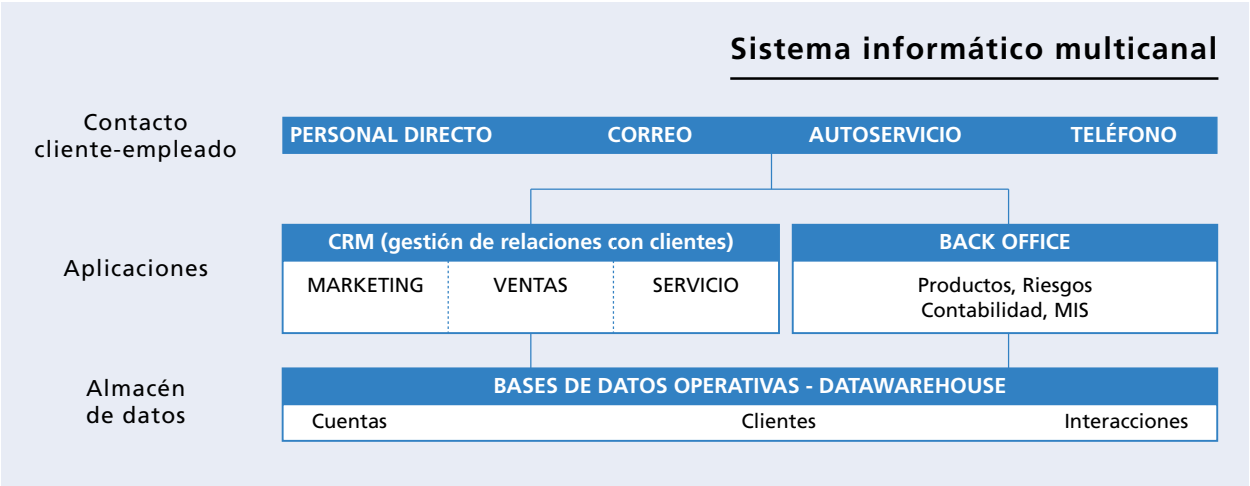 Sistema informático multicanal
Contacto
cliente-empleado
PERSONAL DIRECTO CORREO AUTOSERVICIO TELÉFONO
Aplicaciones
CRM (gestión de relaciones con clientes)
MARKETING VENTAS SERVICIO
BACK OFFICE
Productos, Riesgos
Contabilidad, MIS
Almacén
de datos
BASES DE DATOS OPERATIVAS - DATAWAREHOUSE
Cuentas Clientes Interacciones